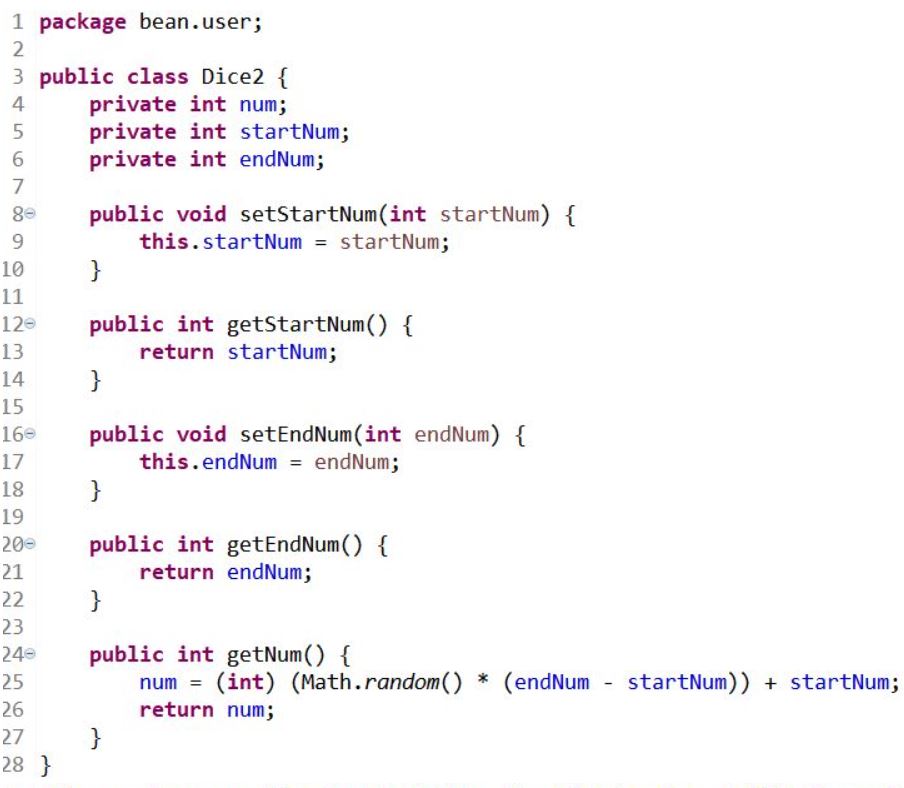 1 package bean.user;
2
3 public class Dice2 {
4     private int num;
5     private int startNum;
6     private int endNum;
7
8     public void setStartNum(int startNum) {
9         this.startNum = startNum;
10     }
11
12     public int getStartNum() {
13         return startNum;
14     }
15
16     public void setEndNum(int endNum) {
17         this.endNum = endNum;
18     }
19
20     public int getEndNum() {
21         return endNum;
22     }
23
24     public int getNum() {
25         num = (int) (Math.random() * (endNum - startNum)) + startNum;
26         return num;
27     }
28 }